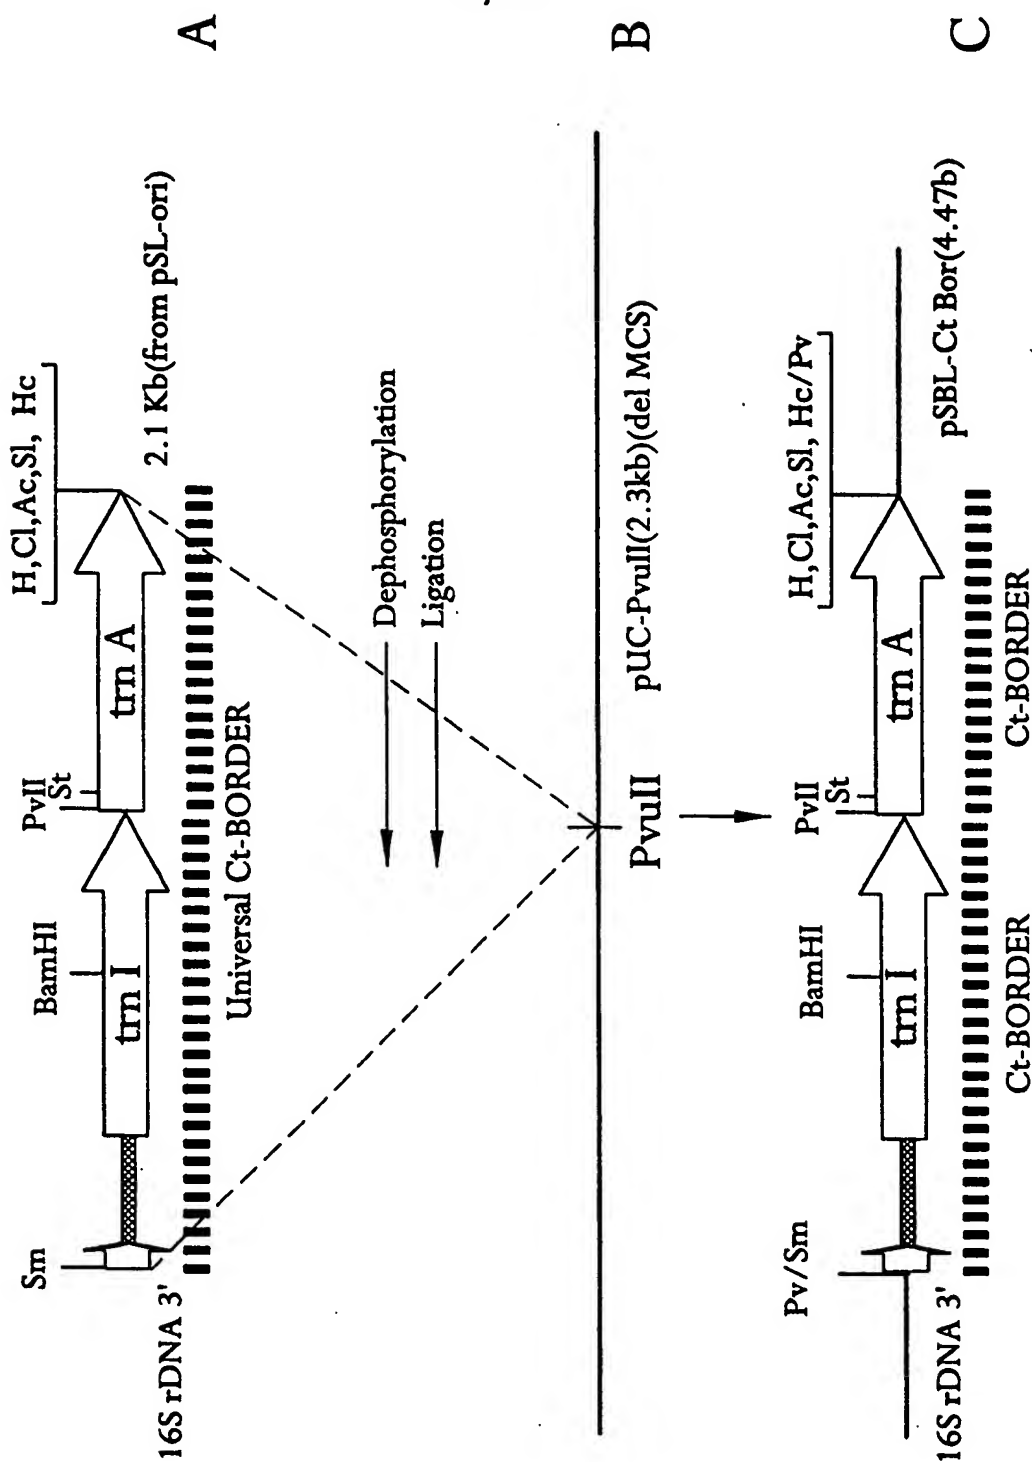 A
H,Cl,Ac,Sl, Hc
2.1 Kb(from pSL-ori)
PvII
St
BamHI
Sm
trn I
trn A
16S rDNA 3'
Universal Ct-BORDER
Dephosphorylation
Ligation
B
PvuII
pUC-PvuII(2.3kb)(del MCS)
C
H,Cl,Ac,Sl, Hc/Pv
PvII
St
BamHI
Pv/Sm
trn I
trn A
16S rDNA 3'
pSBL-Ct Bor(4.47b)
Ct-BORDER
Ct-BORDER